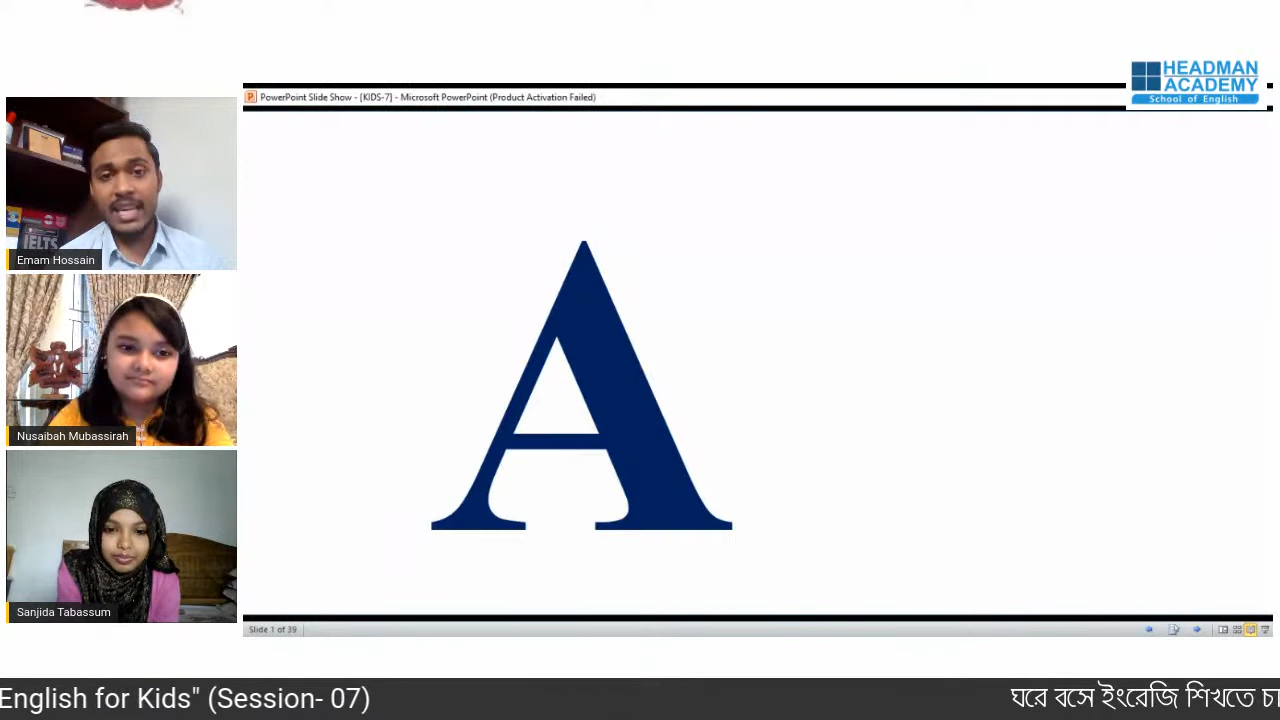 HEADMAN
ACADEMY
School of English
PowerPoint Slide Show - [KIDS-7] - Microsoft PowerPoint (Product Activation Failed)
IELTS
Emam Hossain
A
Nusaibah Mubassirah
Sanjida Tabassum
Slide 1 of 39
English for Kids" (Session- 07)
ঘরে বসে ইংরেজি শিখতে চা